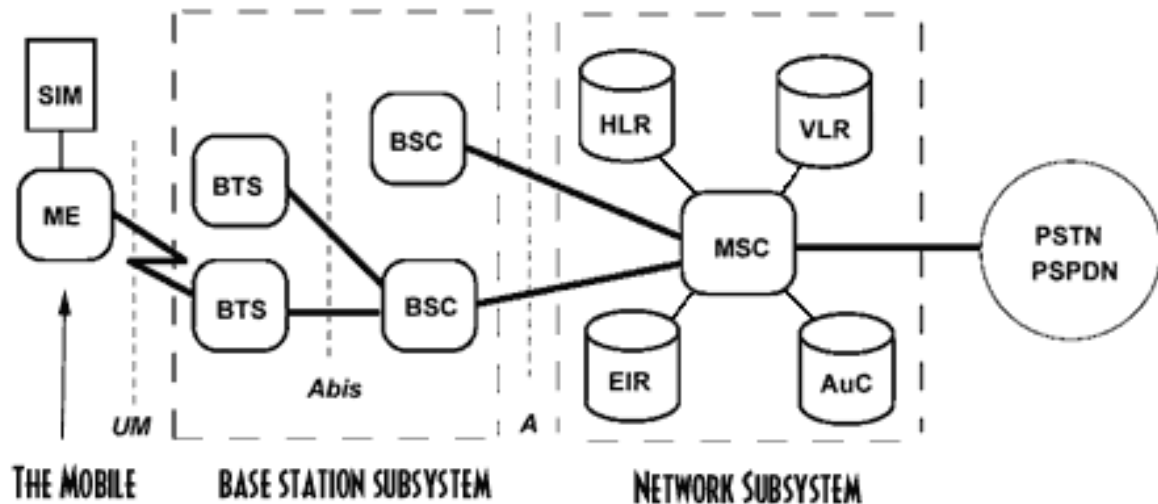 SIM
ME
BTS
BTS
BSC
BSC
HLR
VLR
MSC
EIR
AuC
PSTN
PSPDN
UM
Abis
A
THE MOBILE
BASE STATION SUBSYSTEM
NETWORK SUBSYSTEM